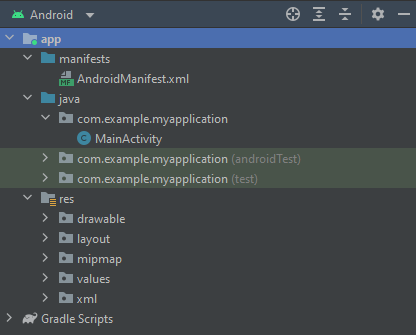 Android
app
manifests
MF AndroidManifest.xml
java
com.example.myapplication
C MainActivity
com.example.myapplication (androidTest)
com.example.myapplication (test)
res
drawable
layout
mipmap
values
xml
Gradle Scripts